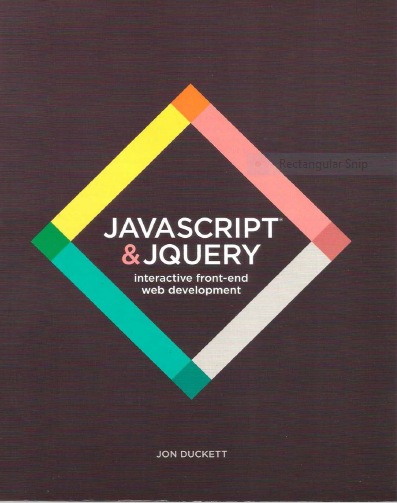 Rectangular Snip
JAVASCRIPT®
& JQUERY
interactive front-end
web development
JON DUCKETT